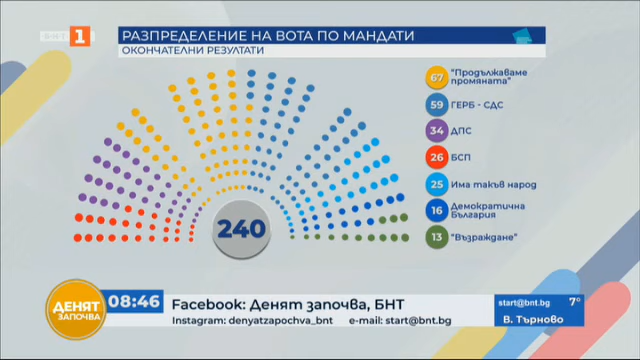 БНТ 1
РАЗПРЕДЕЛЕНИЕ НА ВОТА ПО МАНДАТИ
ОКОНЧАТЕЛНИ РЕЗУЛТАТИ
67 "Продължаваме
промяната"
59 ГЕРБ - СДС
34 ДПС
26 БСП
25 Има такъв народ
16 Демократична
България
13 "Възраждане"
240
ДЕНЯТ
ЗАПОЧВА
08:46
Facebook: Денят започва, БНТ
Instagram: denyatzapochva_bnt e-mail: start@bnt.bg
start@bnt.bg 7°
В. Търново